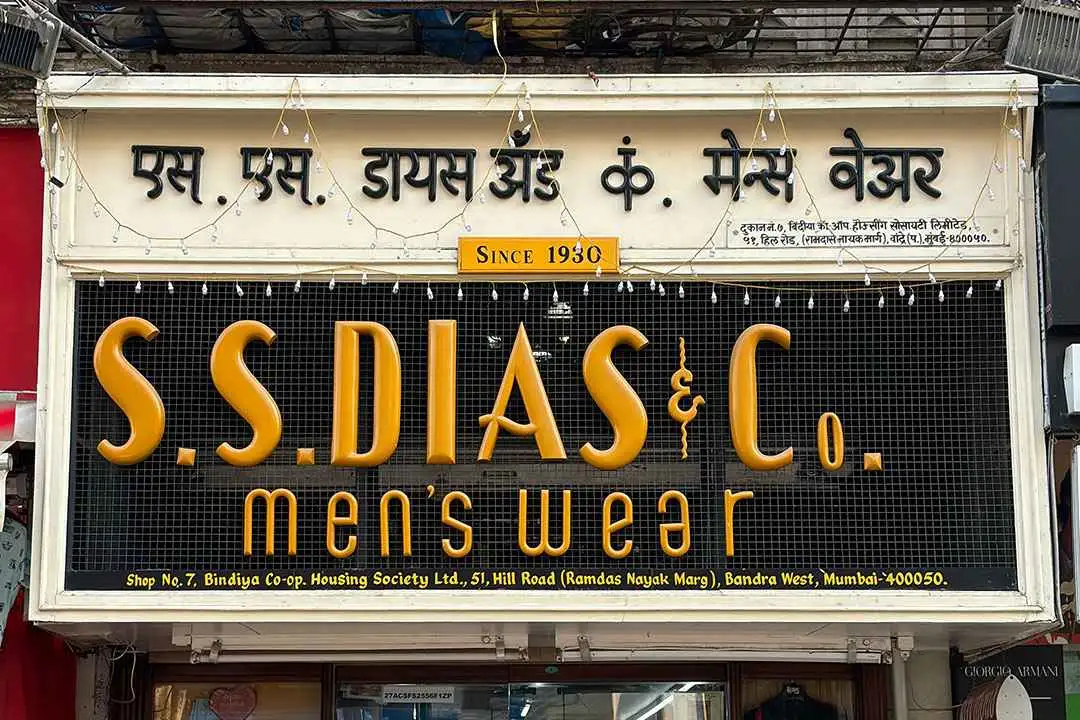 एस. एस. डायस अँड कं. मेन्स वेअर
दुकान नं.७, बिंदीया को. ऑप. हौऊसींग सोसायटी लिमीटेड,
५१, हिल रोड, (रामदास नायक मार्ग), वांद्रे (प.), मुंबई-४०००५०.
SINCE 1930
S.S. DIAS & Co.
men's wear
Shop No. 7, Bindiya Co-op. Housing Society Ltd., 51, Hill Road (Ramdas Nayak Marg), Bandra West, Mumbai-400050.
27ACSFS2556F1ZP
GIORGIO ARMANI